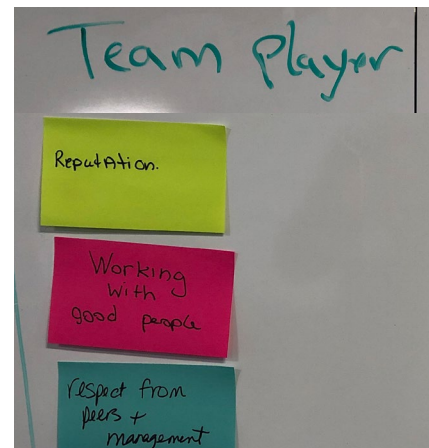 Team Player
ReputAtion.
Working
with
good people
respect from
peers +
management